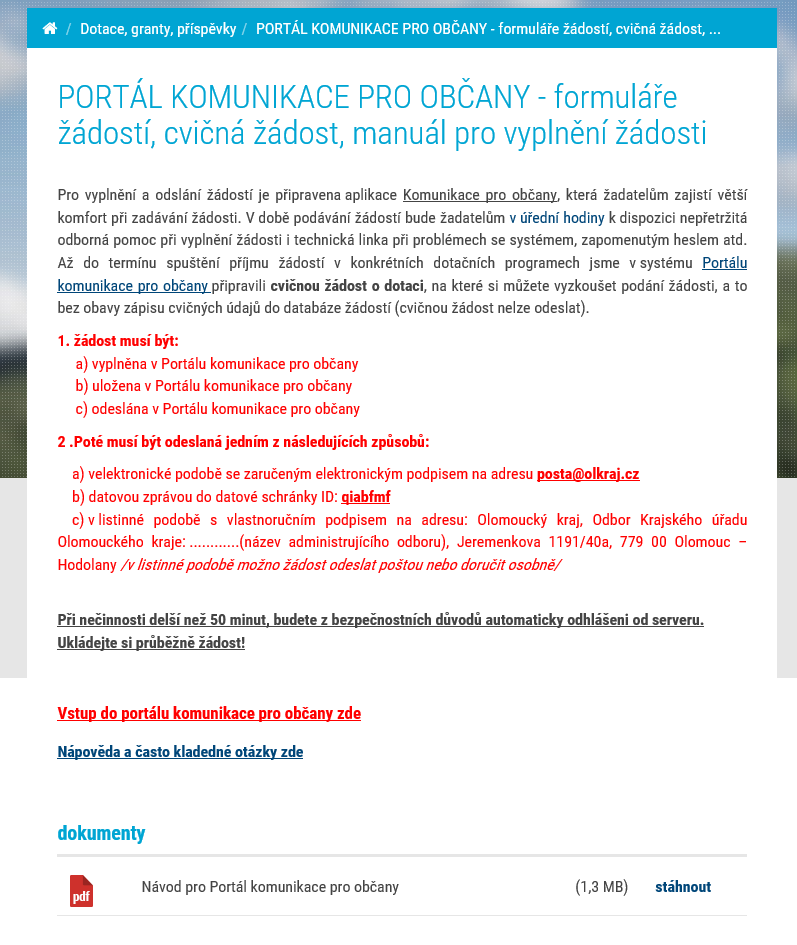 / Dotace, granty, příspěvky / PORTÁL KOMUNIKACE PRO OBČANY - formuláře žádostí, cvičná žádost, ...
PORTÁL KOMUNIKACE PRO OBČANY - formuláře
žádostí, cvičná žádost, manuál pro vyplnění žádosti
Pro vyplnění a odslání žádostí je připravena aplikace Komunikace pro občany, která žadatelům zajistí větší
komfort při zadávání žádosti. V době podávání žádostí bude žadatelům v úřední hodiny k dispozici nepřetržitá
odborná pomoc při vyplnění žádosti i technická linka při problémech se systémem, zapomenutým heslem atd.
Až do termínu spuštění příjmu žádostí v konkrétních dotačních programech jsme v systému Portálu
komunikace pro občany připravili cvičnou žádost o dotaci, na které si můžete vyzkoušet podání žádosti, a to
bez obavy zápisu cvičných údajů do databáze žádostí (cvičnou žádost nelze odeslat).
1. žádost musí být:
a) vyplněna v Portálu komunikace pro občany
b) uložena v Portálu komunikace pro občany
c) odeslána v Portálu komunikace pro občany
2 .Poté musí být odeslaná jedním z následujících způsobů:
a) velektronické podobě se zaručeným elektronickým podpisem na adresu posta@olkraj.cz
b) datovou zprávou do datové schránky ID: qiabfmf
c) v listinné podobě s vlastnoručním podpisem na adresu: Olomoucký kraj, Odbor Krajského úřadu
Olomouckého kraje: ............(název administrujícího odboru), Jeremenkova 1191/40a, 779 00 Olomouc –
Hodolany /v listinné podobě možno žádost odeslat poštou nebo doručit osobně/
Při nečinnosti delší než 50 minut, budete z bezpečnostních důvodů automaticky odhlášeni od serveru.
Ukládejte si průběžně žádost!
Vstup do portálu komunikace pro občany zde
Nápověda a často kladedné otázky zde
dokumenty
pdf Návod pro Portál komunikace pro občany (1,3 MB) stáhnout